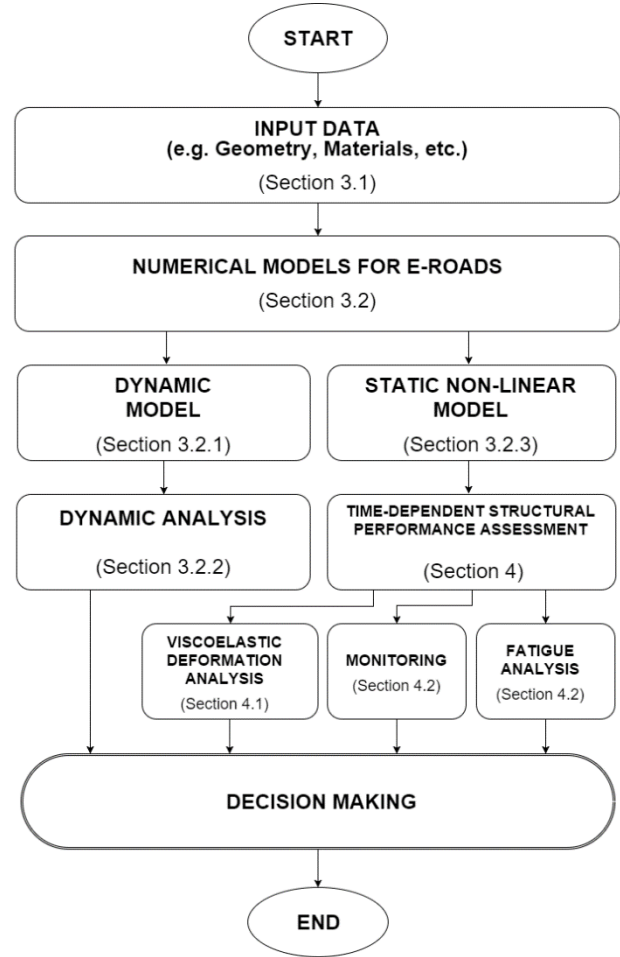 START
INPUT DATA
(e.g. Geometry, Materials, etc.)
(Section 3.1)
NUMERICAL MODELS FOR E-ROADS
(Section 3.2)
DYNAMIC
MODEL
(Section 3.2.1)
STATIC NON-LINEAR
MODEL
(Section 3.2.3)
DYNAMIC ANALYSIS
(Section 3.2.2)
TIME-DEPENDENT STRUCTURAL
PERFORMANCE ASSESSMENT
(Section 4)
VISCOELASTIC
DEFORMATION
ANALYSIS
(Section 4.1)
MONITORING
(Section 4.2)
FATIGUE
ANALYSIS
(Section 4.2)
DECISION MAKING
END